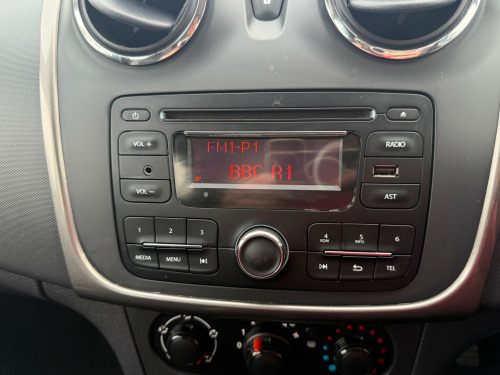 VOL +
RADIO
FM1-P1
BBC R1
VOL -
AST
1 2 3
4 5 6
RDM INFO
MEDIA MENU
TEL